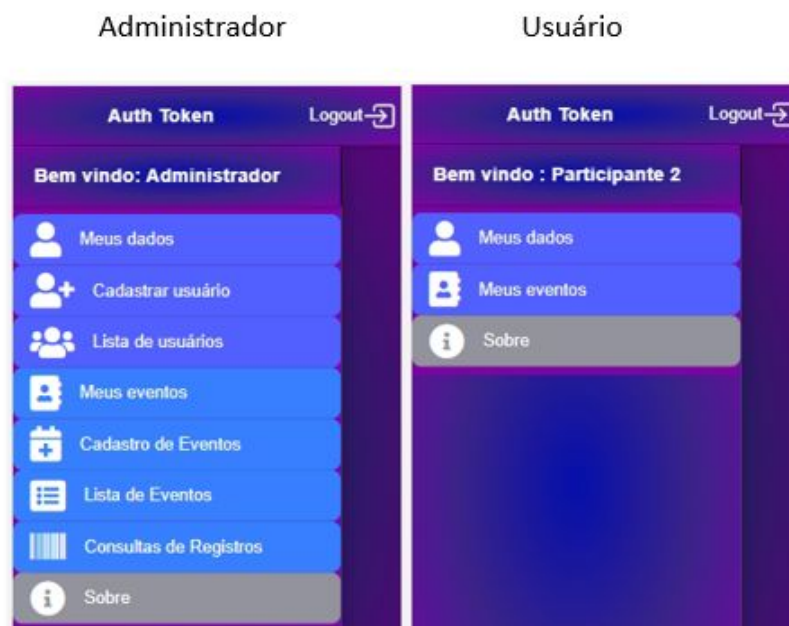 Administrador
Auth Token
Logout
Bem vindo: Administrador
Meus dados
Cadastrar usuário
Lista de usuários
Meus eventos
Cadastro de Eventos
Lista de Eventos
Consultas de Registros
Sobre
Usuário
Auth Token
Logout
Bem vindo : Participante 2
Meus dados
Meus eventos
Sobre